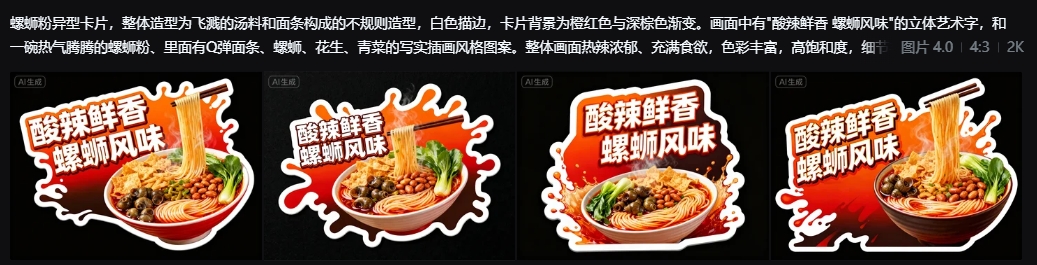 螺蛳粉异型卡片，整体造型为飞溅的汤料和面条构成的不规则造型，白色描边，卡片背景为橙红色与深棕色渐变。画面中有"酸辣鲜香 螺蛳风味"的立体艺术字，和
一碗热气腾腾的螺蛳粉、里面有Q弹面条、螺蛳、花生、青菜的写实插画风格图案。整体画面热辣浓郁、充满食欲，色彩丰富，高饱和度，细节 图片 4.0 | 4:3 | 2K
AI生成 AI生成 AI生成 AI生成
酸辣鲜香
螺蛳风味
酸辣鲜香
螺蛳风味
酸辣鲜香
螺蛳风味
酸辣鲜香
螺蛳风味